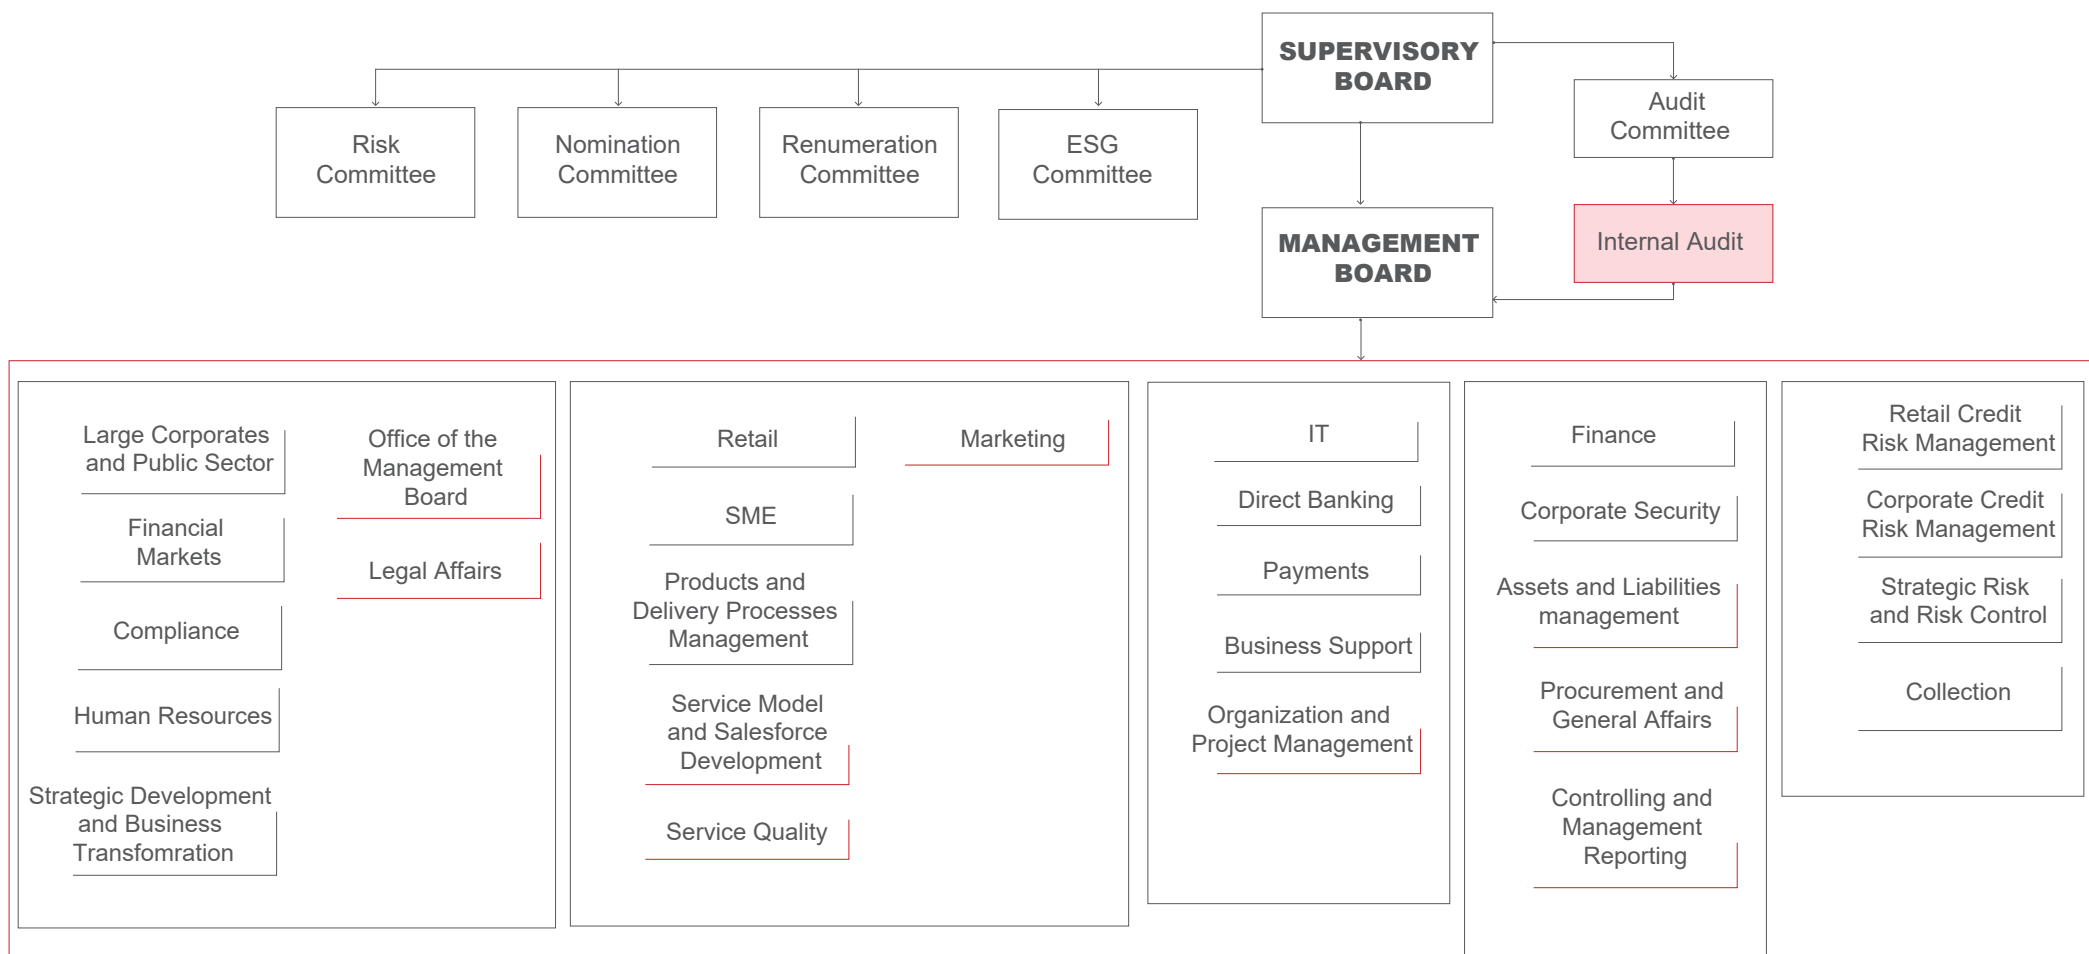 SUPERVISORY
BOARD
Audit
Committee
Risk
Committee
Nomination
Committee
Renumeration
Committee
ESG
Committee
MANAGEMENT
BOARD
Internal Audit
Large Corporates
and Public Sector
Financial
Markets
Compliance
Human Resources
Strategic Development
and Business
Transfomration
Office of the
Management
Board
Legal Affairs
Retail
SME
Products and
Delivery Processes
Management
Service Model
and Salesforce
Development
Service Quality
Marketing
IT
Direct Banking
Payments
Business Support
Organization and
Project Management
Finance
Corporate Security
Assets and Liabilities
management
Procurement and
General Affairs
Controlling and
Management
Reporting
Retail Credit
Risk Management
Corporate Credit
Risk Management
Strategic Risk
and Risk Control
Collection